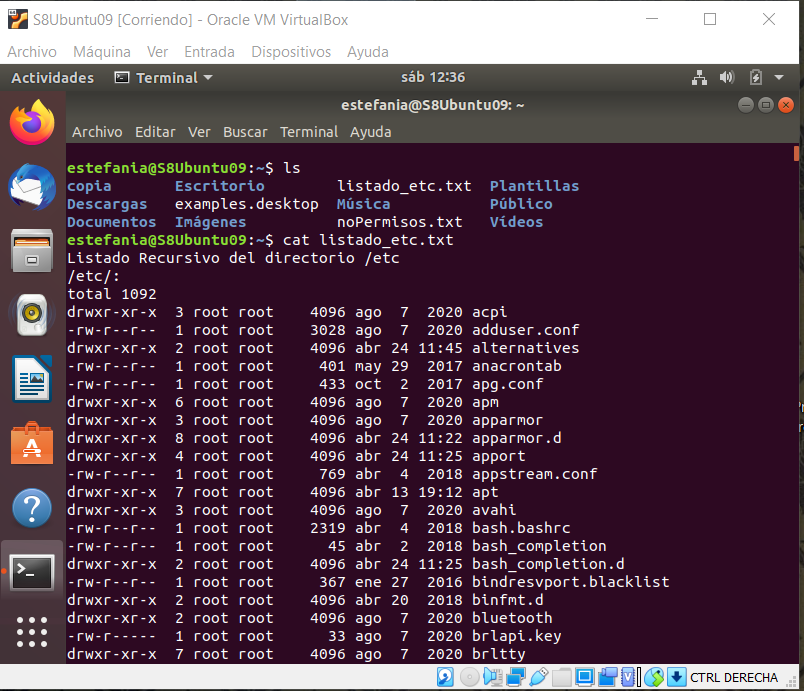 S8Ubuntu09 [Corriendo] - Oracle VM VirtualBox
Archivo Máquina Ver Entrada Dispositivos Ayuda
Actividades Terminal sáb 12:36
estefania@S8Ubuntu09: ~
Archivo Editar Ver Buscar Terminal Ayuda
estefania@S8Ubuntu09:~$ ls
copia Escritorio listado_etc.txt Plantillas
Descargas examples.desktop Música Público
Documentos Imágenes noPermisos.txt Vídeos
estefania@S8Ubuntu09:~$ cat listado_etc.txt
Listado Recursivo del directorio /etc
/etc/:
total 1092
drwxr-xr-x 3 root root 4096 ago 7 2020 acpi
-rw-r--r-- 1 root root 3028 ago 7 2020 adduser.conf
drwxr-xr-x 2 root root 4096 abr 24 11:45 alternatives
-rw-r--r-- 1 root root 401 may 29 2017 anacrontab
-rw-r--r-- 1 root root 433 oct 2 2017 apg.conf
drwxr-xr-x 6 root root 4096 ago 7 2020 apm
drwxr-xr-x 3 root root 4096 ago 7 2020 apparmor
drwxr-xr-x 8 root root 4096 abr 24 11:22 apparmor.d
drwxr-xr-x 4 root root 4096 abr 24 11:25 apport
-rw-r--r-- 1 root root 769 abr 4 2018 appstream.conf
drwxr-xr-x 7 root root 4096 abr 13 19:12 apt
drwxr-xr-x 3 root root 4096 ago 7 2020 avahi
-rw-r--r-- 1 root root 2319 abr 4 2018 bash.bashrc
-rw-r--r-- 1 root root 45 abr 2 2018 bash_completion
drwxr-xr-x 2 root root 4096 abr 24 11:25 bash_completion.d
-rw-r--r-- 1 root root 367 ene 27 2016 bindresvport.blacklist
drwxr-xr-x 2 root root 4096 abr 20 2018 binfmt.d
drwxr-xr-x 2 root root 4096 ago 7 2020 bluetooth
-rw-r----- 1 root root 33 ago 7 2020 brlapi.key
drwxr-xr-x 7 root root 4096 ago 7 2020 brltty
CTRL DERECHA